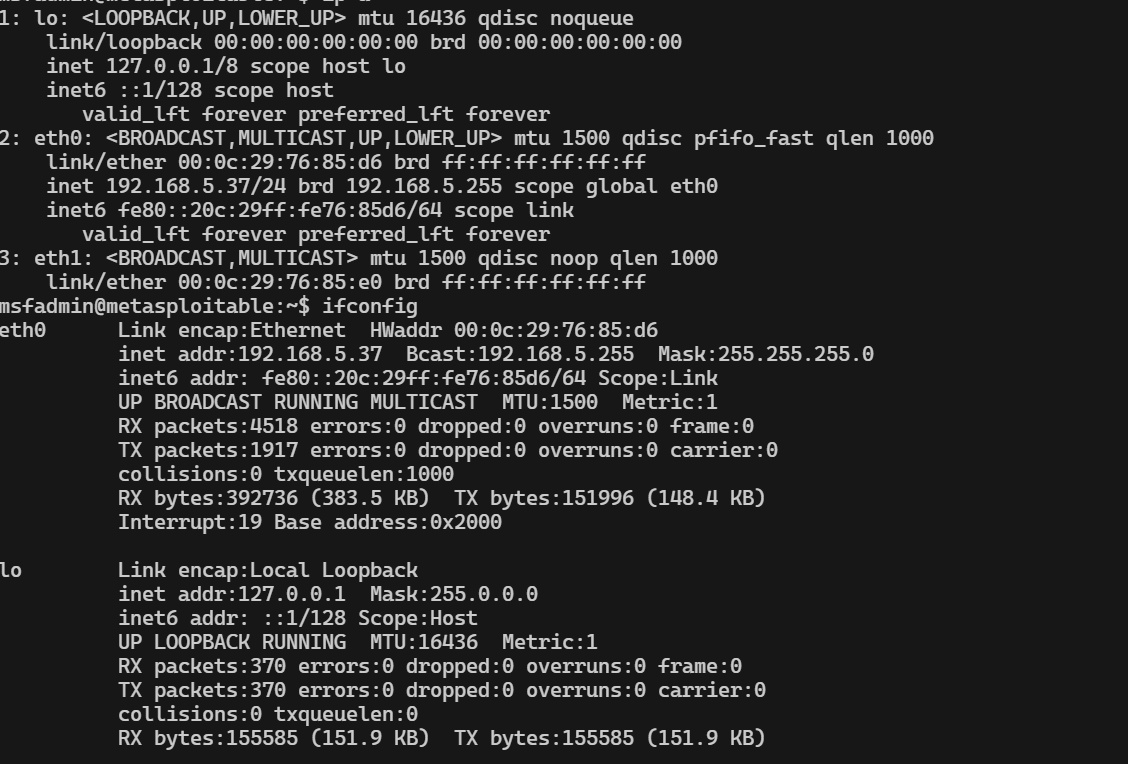 1: lo: <LOOPBACK,UP,LOWER_UP> mtu 16436 qdisc noqueue
    link/loopback 00:00:00:00:00:00 brd 00:00:00:00:00:00
    inet 127.0.0.1/8 scope host lo
    inet6 ::1/128 scope host
       valid_lft forever preferred_lft forever
2: eth0: <BROADCAST,MULTICAST,UP,LOWER_UP> mtu 1500 qdisc pfifo_fast qlen 1000
    link/ether 00:0c:29:76:85:d6 brd ff:ff:ff:ff:ff:ff
    inet 192.168.5.37/24 brd 192.168.5.255 scope global eth0
    inet6 fe80::20c:29ff:fe76:85d6/64 scope link
       valid_lft forever preferred_lft forever
3: eth1: <BROADCAST,MULTICAST> mtu 1500 qdisc noop qlen 1000
    link/ether 00:0c:29:76:85:e0 brd ff:ff:ff:ff:ff:ff
msfadmin@metasploitable:~$ ifconfig
eth0      Link encap:Ethernet  HWaddr 00:0c:29:76:85:d6
          inet addr:192.168.5.37  Bcast:192.168.5.255  Mask:255.255.255.0
          inet6 addr: fe80::20c:29ff:fe76:85d6/64 Scope:Link
          UP BROADCAST RUNNING MULTICAST  MTU:1500  Metric:1
          RX packets:4518 errors:0 dropped:0 overruns:0 frame:0
          TX packets:1917 errors:0 dropped:0 overruns:0 carrier:0
          collisions:0 txqueuelen:1000
          RX bytes:392736 (383.5 KB)  TX bytes:151996 (148.4 KB)
          Interrupt:19 Base address:0x2000
lo        Link encap:Local Loopback
          inet addr:127.0.0.1  Mask:255.0.0.0
          inet6 addr: ::1/128 Scope:Host
          UP LOOPBACK RUNNING  MTU:16436  Metric:1
          RX packets:370 errors:0 dropped:0 overruns:0 frame:0
          TX packets:370 errors:0 dropped:0 overruns:0 carrier:0
          collisions:0 txqueuelen:0
          RX bytes:155585 (151.9 KB)  TX bytes:155585 (151.9 KB)